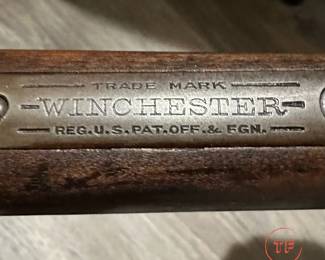 TRADE MARK
WINCHESTER
REG. U.S. PAT. OFF. & FGN.
TF